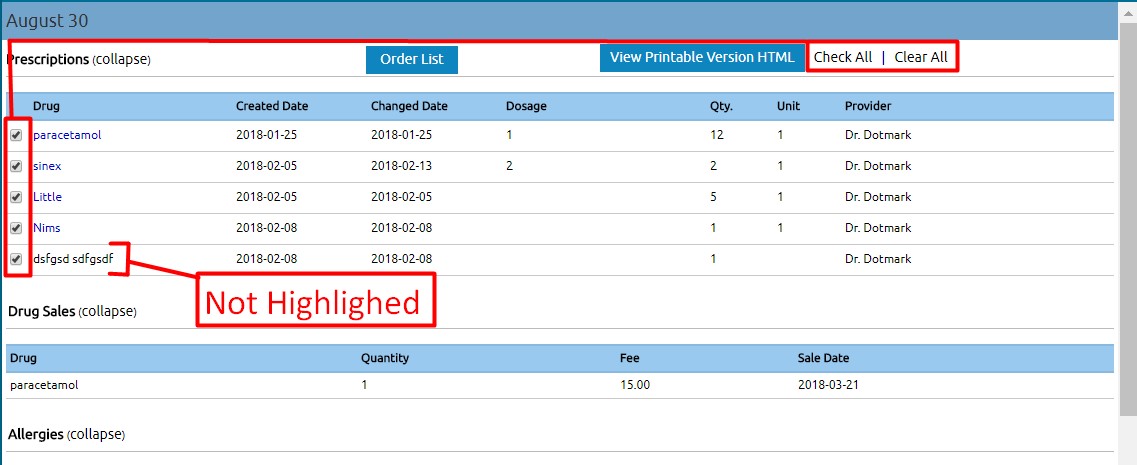 August 30
Prescriptions (collapse) Order List View Printable Version HTML Check All | Clear All
Drug Created Date Changed Date Dosage Qty. Unit Provider
paracetamol 2018-01-25 2018-01-25 1 12 1 Dr. Dotmark
sinex 2018-02-05 2018-02-13 2 2 1 Dr. Dotmark
Little 2018-02-05 2018-02-05 5 1 Dr. Dotmark
Nims 2018-02-08 2018-02-08 1 1 Dr. Dotmark
dsfgsd sdfgsdf 2018-02-08 2018-02-08 1 Dr. Dotmark
Not Highlighed
Drug Sales (collapse)
Drug Quantity Fee Sale Date
paracetamol 1 15.00 2018-03-21
Allergies (collapse)